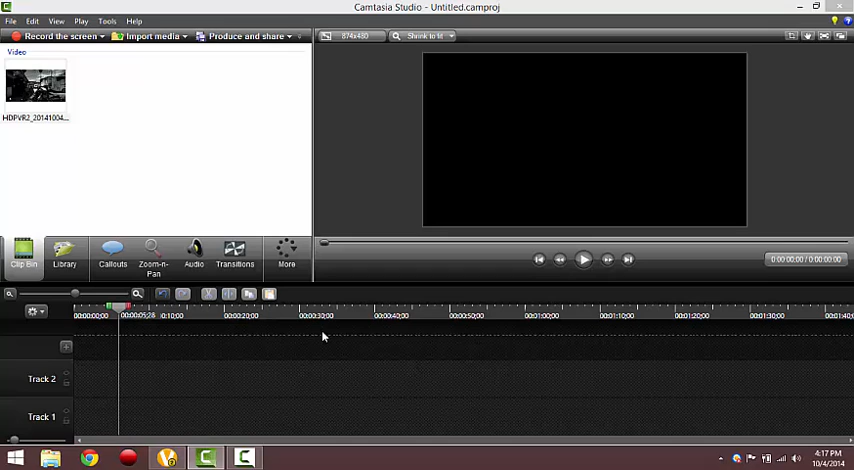 Camtasia Studio - Untitled.camproj
File Edit View Play Tools Help
Record the screen Import media Produce and share
874x480 Shrink to fit
Video
HDPVR2_20141004...
Clip Bin Library Callouts Zoom-n-Pan Audio Transitions More
0:00:00;00 / 0:00:00;00
00:00:00;00 00:00:05;28 00:00:20;00 00:00:30;00 00:00:40;00 00:00:50;00 00:01:00;00 00:01:10;00 00:01:20;00 00:01:30;00
Track 2
Track 1
4:17 PM
10/4/2014